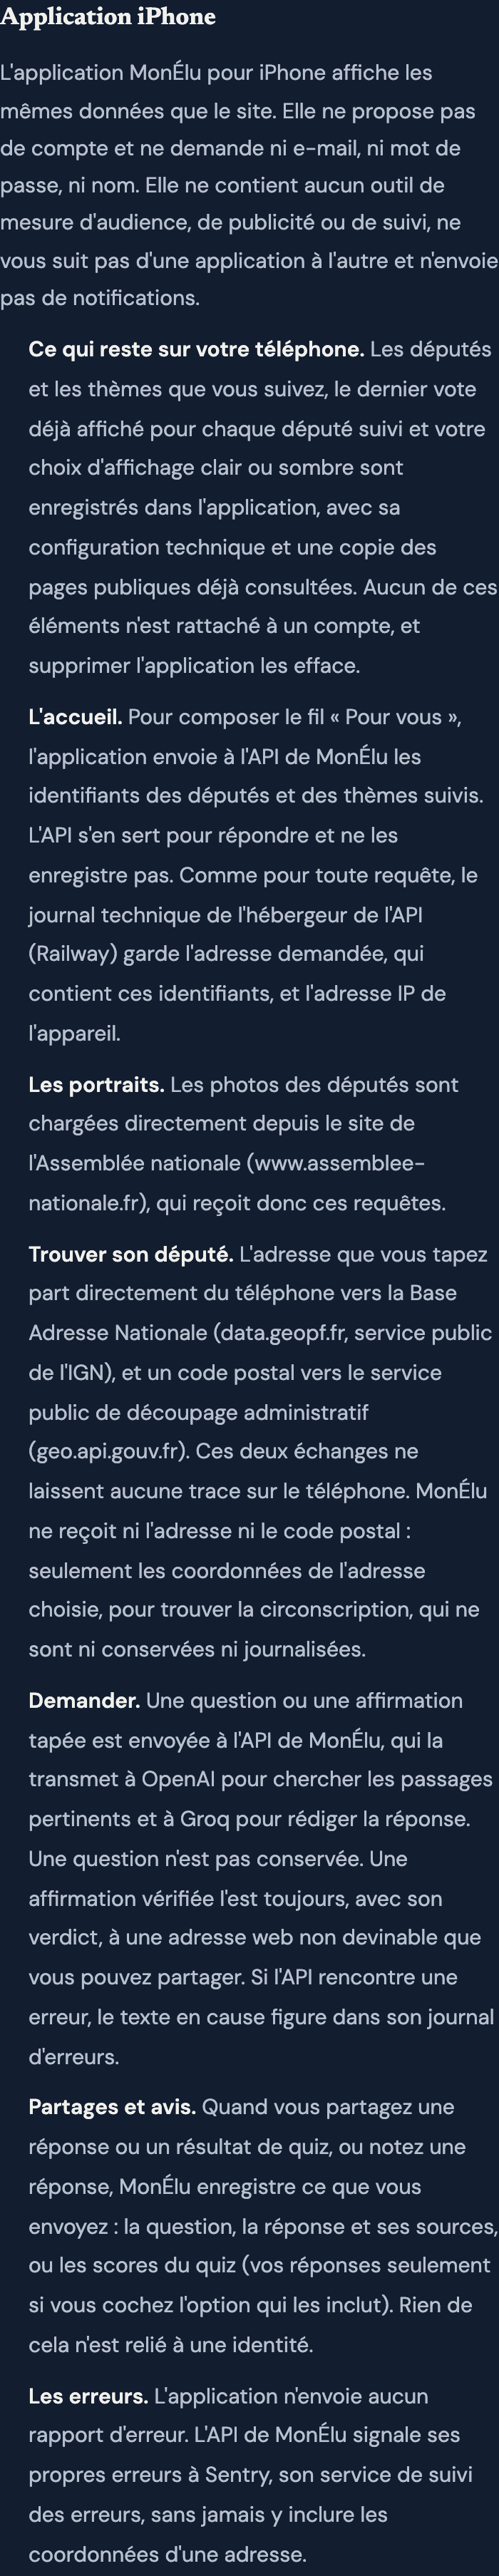 Application iPhone
L'application MonÉlu pour iPhone affiche les
mêmes données que le site. Elle ne propose pas
de compte et ne demande ni e-mail, ni mot de
passe, ni nom. Elle ne contient aucun outil de
mesure d'audience, de publicité ou de suivi, ne
vous suit pas d'une application à l'autre et n'envoie
pas de notifications.
Ce qui reste sur votre téléphone. Les députés
et les thèmes que vous suivez, le dernier vote
déjà affiché pour chaque député suivi et votre
choix d'affichage clair ou sombre sont
enregistrés dans l'application, avec sa
configuration technique et une copie des
pages publiques déjà consultées. Aucun de ces
éléments n'est rattaché à un compte, et
supprimer l'application les efface.
L'accueil. Pour composer le fil « Pour vous »,
l'application envoie à l'API de MonÉlu les
identifiants des députés et des thèmes suivis.
L'API s'en sert pour répondre et ne les
enregistre pas. Comme pour toute requête, le
journal technique de l'hébergeur de l'API
(Railway) garde l'adresse demandée, qui
contient ces identifiants, et l'adresse IP de
l'appareil.
Les portraits. Les photos des députés sont
chargées directement depuis le site de
l'Assemblée nationale (www.assemblee-
nationale.fr), qui reçoit donc ces requêtes.
Trouver son député. L'adresse que vous tapez
part directement du téléphone vers la Base
Adresse Nationale (data.geopf.fr, service public
de l'IGN), et un code postal vers le service
public de découpage administratif
(geo.api.gouv.fr). Ces deux échanges ne
laissent aucune trace sur le téléphone. MonÉlu
ne reçoit ni l'adresse ni le code postal :
seulement les coordonnées de l'adresse
choisie, pour trouver la circonscription, qui ne
sont ni conservées ni journalisées.
Demander. Une question ou une affirmation
tapée est envoyée à l'API de MonÉlu, qui la
transmet à OpenAI pour chercher les passages
pertinents et à Groq pour rédiger la réponse.
Une question n'est pas conservée. Une
affirmation vérifiée l'est toujours, avec son
verdict, à une adresse web non devinable que
vous pouvez partager. Si l'API rencontre une
erreur, le texte en cause figure dans son journal
d'erreurs.
Partages et avis. Quand vous partagez une
réponse ou un résultat de quiz, ou notez une
réponse, MonÉlu enregistre ce que vous
envoyez : la question, la réponse et ses sources,
ou les scores du quiz (vos réponses seulement
si vous cochez l'option qui les inclut). Rien de
cela n'est relié à une identité.
Les erreurs. L'application n'envoie aucun
rapport d'erreur. L'API de MonÉlu signale ses
propres erreurs à Sentry, son service de suivi
des erreurs, sans jamais y inclure les
coordonnées d'une adresse.